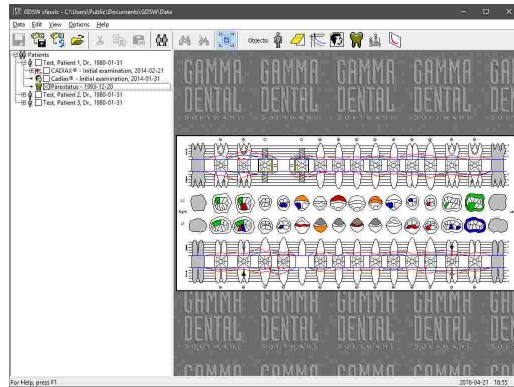 GDSW classic - C:\Users\Public\Documents\GDSW\Data
Data Edit View Options Help
Objects:
Patients
Test, Patient 1, Dr., 1980-01-31
CADIAX® - Initial examination, 2014-02-21
Cadias® - Initial examination, 2014-01-31
Parostatus - 1993-12-20
Test, Patient 2, Dr., 1980-01-31
Test, Patient 3, Dr., 1980-01-31
GAMMA
DENTAL
SOFTWARE
Right
For Help, press F1
2016-04-21 16:55